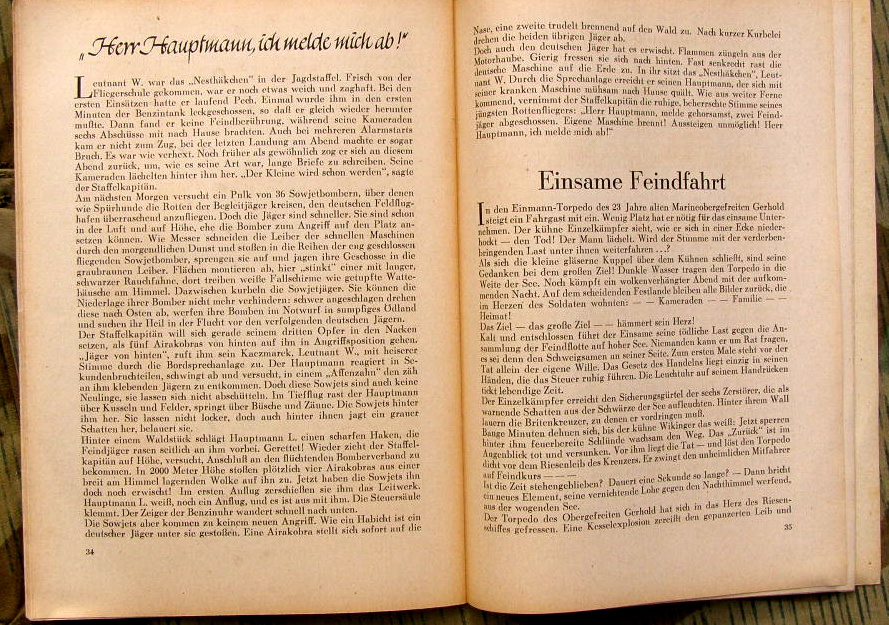 „Herr Hauptmann, ich melde mich ab!"
Leutnant W. war das „Nesthäkchen" in der Jagdstaffel. Frisch von der
Fliegerschule gekommen, war er noch etwas weich und zaghaft. Bei den
ersten Einsätzen hatte er laufend Pech. Einmal wurde ihm in den ersten
Minuten der Benzintank leckgeschossen, so daß er gleich wieder herunter
mußte. Dann fand er keine Feindberührung, während seine Kameraden
sechs Abschüsse mit nach Hause brachten. Auch bei mehreren Alarmstarts
kam er nicht zum Zug, bei der letzten Landung am Abend machte er sogar
Bruch. Es war wie verhext. Noch früher als gewöhnlich zog er sich an diesem
Abend zurück, um, wie es seine Art war, lange Briefe zu schreiben. Seine
Kameraden lächelten hinter ihm her. „Der Kleine wird schon werden", sagte
der Staffelkapitän.
Am nächsten Morgen versucht ein Pulk von 36 Sowjetbombern, über denen
wie Spürhunde die Rotten der Begleitjäger kreisen, den deutschen Feldflug-
hafen überraschend anzufliegen. Doch die Jäger sind schneller. Sie sind schon
in der Luft und auf Höhe, ehe die Bomber zum Angriff auf den Platz an-
setzen können. Wie Messer schneiden die Leiber der schnellen Maschinen
durch den morgendlichen Dunst und stoßen in die Reihen der eng geschlossen
fliegenden Sowjetbomber, sprengen sie auf und jagen ihre Geschosse in die
graubraunen Leiber. Flächen montieren ab, hier „stinkt" einer mit langer,
schwarzer Rauchfahne, dort treiben weiße Fallschirme wie getupfte Watte-
bäusche am Himmel. Dazwischen kurbeln die Sowjetjäger. Sie können die
Niederlage ihrer Bomber nicht mehr verhindern: schwer angeschlagen drehen
diese nach Osten ab, werfen ihre Bomben im Notwurf in sumpfiges Ödland
und suchen ihr Heil in der Flucht vor den verfolgenden deutschen Jägern.
Der Staffelkapitän will sich gerade seinem dritten Opfer in den Nacken
setzen, als fünf Airakobras von hinten auf ihn in Angriffsposition gehen.
„Jäger von hinten", ruft ihm sein Kaczmarek, Leutnant W., mit heiserer
Stimme durch die Bordsprechanlage zu. Der Hauptmann reagiert in Se-
kundenbruchteilen, schwingt ab und versucht, in einem „Affenzahn" den zäh
an ihm klebenden Jägern zu entkommen. Doch diese Sowjets sind auch keine
Neulinge, sie lassen sich nicht abschütteln. Im Tiefflug rast der Hauptmann
über Kusseln und Felder, springt über Büsche und Zäune. Die Sowjets hinter
ihm her. Sie lassen nicht locker, doch auch hinter ihnen jagt ein grauer
Schatten her, belauert sie.
Hinter einem Waldstück schlägt Hauptmann L. einen scharfen Haken, die
Feindjäger rasen seitlich an ihm vorbei. Gerettet! Wieder zieht der Staffel-
kapitän auf Höhe, versucht, Anschluß an den flüchtenden Bomberverband zu
bekommen. In 2000 Meter Höhe stoßen plötzlich vier Airakobras aus einer
breit am Himmel lagernden Wolke auf ihn zu. Jetzt haben die Sowjets ihn
doch noch erwischt! Im ersten Anflug zerschießen sie ihm das Leitwerk.
Hauptmann L. weiß, noch ein Anflug, und es ist aus mit ihm. Die Steuersäule
klemmt. Der Zeiger der Benzinuhr wandert schnell nach unten.
Die Sowjets aber kommen zu keinem neuen Angriff. Wie ein Habicht ist ein
deutscher Jäger unter sie gestoßen. Eine Airakobra stellt sich sofort auf die
34
Nase, eine zweite trudelt brennend auf den Wald zu. Nach kurzer Kurbelei
drehen die beiden übrigen Jäger ab.
Doch auch den deutschen Jäger hat es erwischt. Flammen züngeln aus der
Motorhaube. Gierig fressen sie sich nach hinten. Fast senkrecht rast die
deutsche Maschine auf die Erde zu. In ihr sitzt das „Nesthäkchen", Leut-
nant W. Durch die Sprechanlage erreicht er seinen Hauptmann, der sich mit
seiner kranken Maschine mühsam nach Hause quält. Wie aus weiter Ferne
kommend, vernimmt der Staffelkapitän die ruhige, beherrschte Stimme seines
jüngsten Rottenfliegers: „Herr Hauptmann, melde gehorsamst, zwei Feind-
jäger abgeschossen. Eigene Maschine brennt! Aussteigen unmöglich! Herr
Hauptmann, ich melde mich ab!"
Einsame Feindfahrt
In den Einmann-Torpedo des 23 Jahre alten Marineobergefreiten Gerhold
steigt ein Fahrgast mit ein. Wenig Platz hat er nötig für das einsame Unter-
nehmen. Der kühne Einzelkämpfer sieht, wie er sich in einer Ecke nieder-
hockt — den Tod! Der Mann lächelt. Wird der Stumme mit der verderben-
bringenden Last unter ihnen weiterfahren ...?
Als sich die kleine gläserne Kuppel über dem Kühnen schließt, sind seine
Gedanken bei dem großen Ziel! Dunkle Wasser tragen den Torpedo in die
Weite der See. Noch kämpft ein wolkenverhängter Abend mit der aufkom-
menden Nacht. Auf dem scheidenden Festlande bleiben alle Bilder zurück, die
im Herzen des Soldaten wohnten: — — Kameraden — — Familie — —
Heimat!
Das Ziel — das große Ziel — — hämmert sein Herz!
Kalt und entschlossen führt der Einsame seine tödliche Last gegen die An-
sammlung der Feindflotte auf hoher See. Niemanden kann er um Rat fragen,
es sei denn den Schweigsamen an seiner Seite. Zum ersten Male steht vor der
Tat allein der eigene Wille. Das Gesetz des Handelns liegt einzig in seinen
Händen, die das Steuer ruhig führen. Die Leuchtuhr auf seinem Handrücken
tickt lebendige Zeit.
Der Einzelkämpfer erreicht den Sicherungsgürtel der sechs Zerstörer, die als
warnende Schatten aus der Schwärze der See aufleuchten. Hinter ihrem Wall
lauern die Britenkreuzer, zu denen er vordringen muß.
Bange Minuten dehnen sich, bis der kühne Wikinger das weiß: Jetzt sperren
hinter ihm feuerbereite Schlünde wachsam den Weg. Das „Zurück" ist im
Augenblick tot und versunken. Vor ihm liegt die Tat — und löst den Torpedo
dicht vor dem Riesenleib des Kreuzers. Er zwingt den unheimlichen Mitfahrer
auf Feindkurs — — —
Ist die Zeit stehengeblieben? Dauert eine Sekunde so lange? — Dann bricht
ein neues Element, seine vernichtende Lohe gegen den Nachthimmel werfend,
aus der wogenden See.
Der Torpedo des Obergefreiten Gerhold hat sich in das Herz des Riesen-
schiffes gefressen. Eine Kesselexplosion zerreißt den gepanzerten Leib und
35